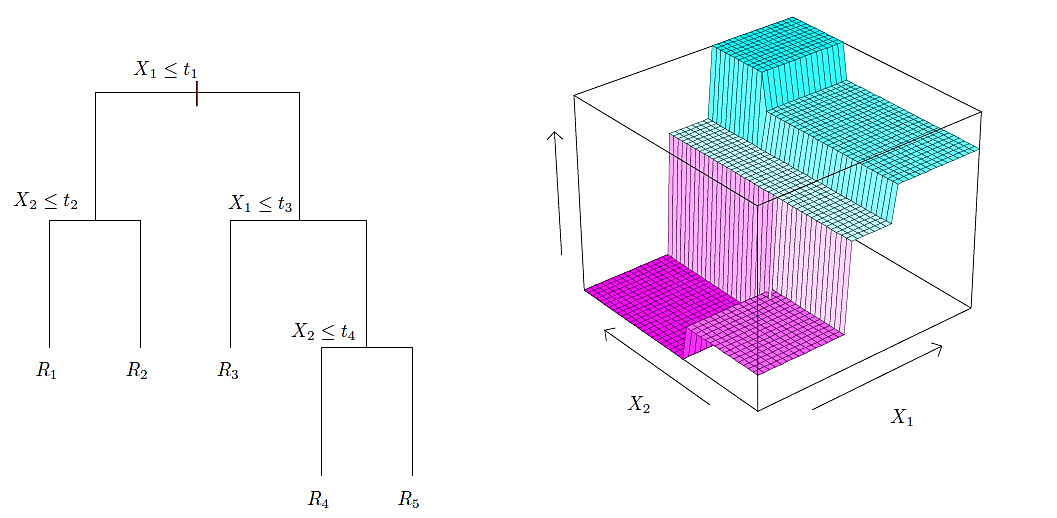 X₁ ≤ t₁
X₂ ≤ t₂
X₁ ≤ t₃
X₂ ≤ t₄
R₁
R₂
R₃
R₄
R₅
X₂
X₁